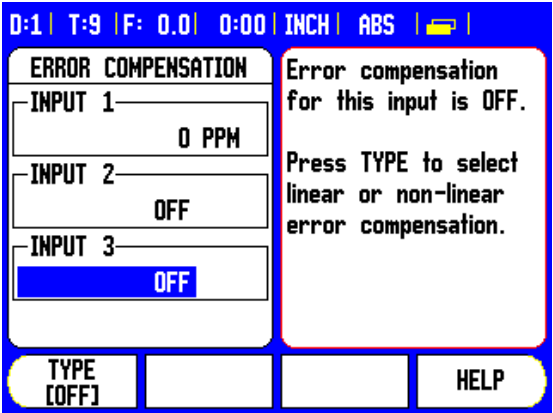 D:1 | T:9 | F: 0.0 | 0:00 | INCH | ABS
ERROR COMPENSATION
INPUT 1
0 PPM
INPUT 2
OFF
INPUT 3
OFF
Error compensation
for this input is OFF.
Press TYPE to select
linear or non-linear
error compensation.
TYPE
[OFF]
HELP